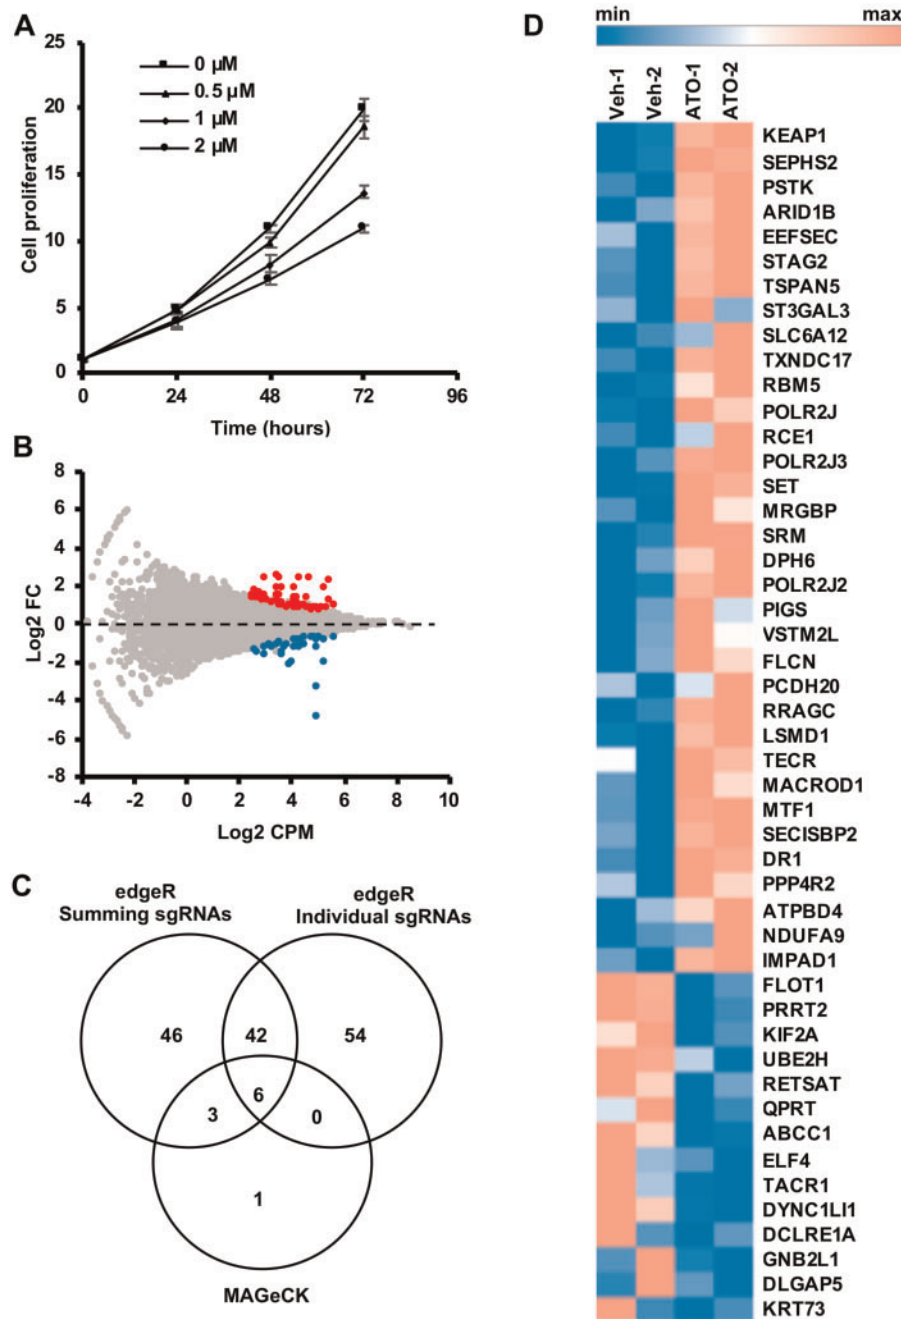 A
25
20
15
10
5
0
Cell proliferation
0 µM
0.5 µM
1 µM
2 µM
0 24 48 72 96
Time (hours)
B
8
6
4
2
0
-2
-4
-6
-8
Log2 FC
-4 -2 0 2 4 6 8 10
Log2 CPM
C
edgeR
Summing sgRNAs
edgeR
Individual sgRNAs
46 42 54
3 6 0
1
MAGeCK
D
min max
Veh-1 Veh-2 ATO-1 ATO-2
KEAP1
SEPHS2
PSTK
ARID1B
EEFSEC
STAG2
TSPAN5
ST3GAL3
SLC6A12
TXNDC17
RBM5
POLR2J
RCE1
POLR2J3
SET
MRGBP
SRM
DPH6
POLR2J2
PIGS
VSTM2L
FLCN
PCDH20
RRAGC
LSMD1
TECR
MACROD1
MTF1
SECISBP2
DR1
PPP4R2
ATPBD4
NDUFA9
IMPAD1
FLOT1
PRRT2
KIF2A
UBE2H
RETSAT
QPRT
ABCC1
ELF4
TACR1
DYNC1LI1
DCLRE1A
GNB2L1
DLGAP5
KRT73